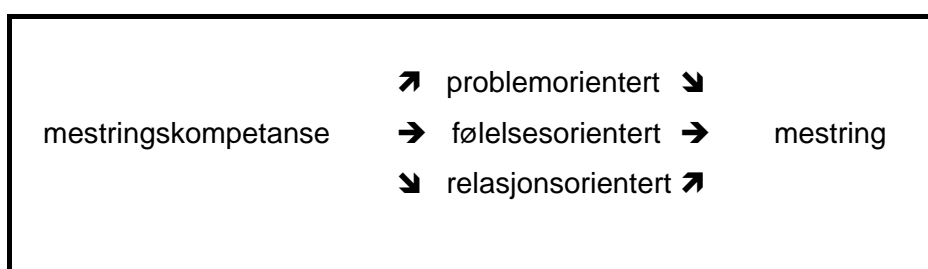 ➔ problemorientert ➔
mestringskompetanse ➔ følelsesorientert ➔ mestring
➔ relasjonsorientert ➔